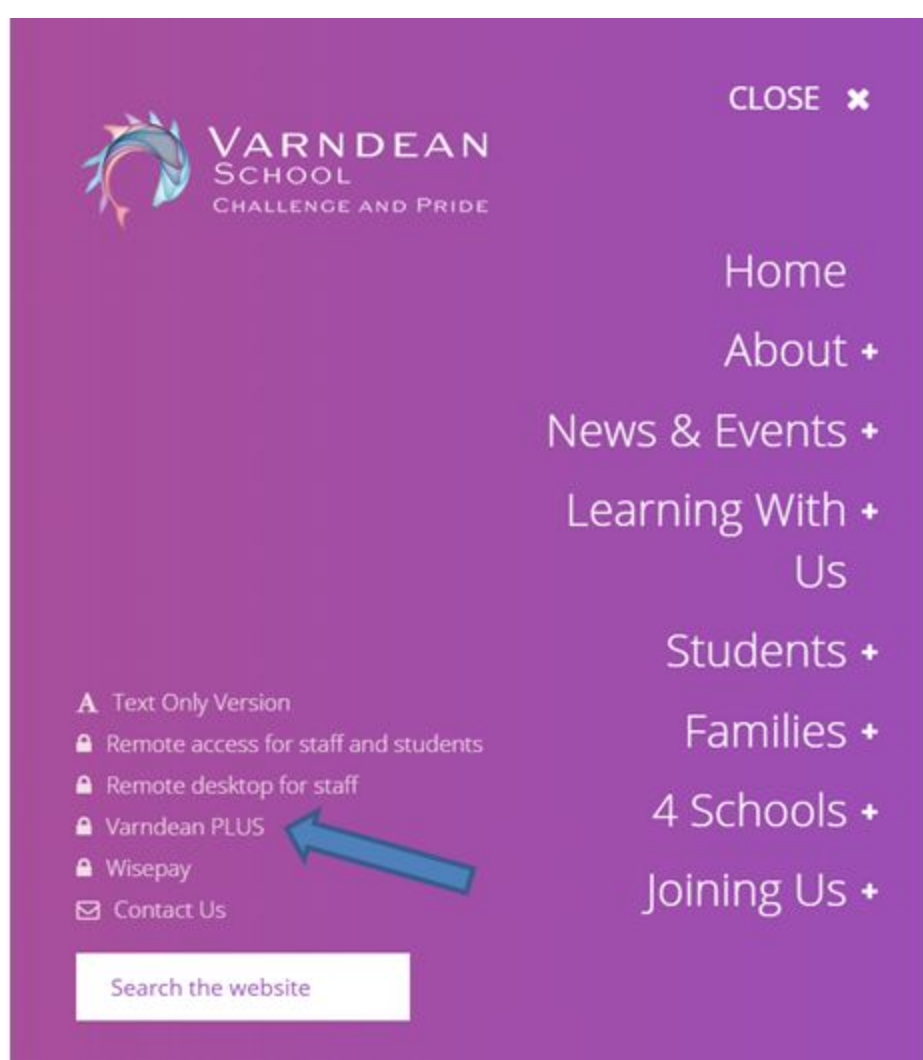 CLOSE ✖
VARNDEAN
SCHOOL
CHALLENGE AND PRIDE
Home
About +
News & Events +
Learning With +
Us
Students +
Families +
4 Schools +
Joining Us +
A Text Only Version
Remote access for staff and students
Remote desktop for staff
Varndean PLUS
Wisepay
Contact Us
Search the website